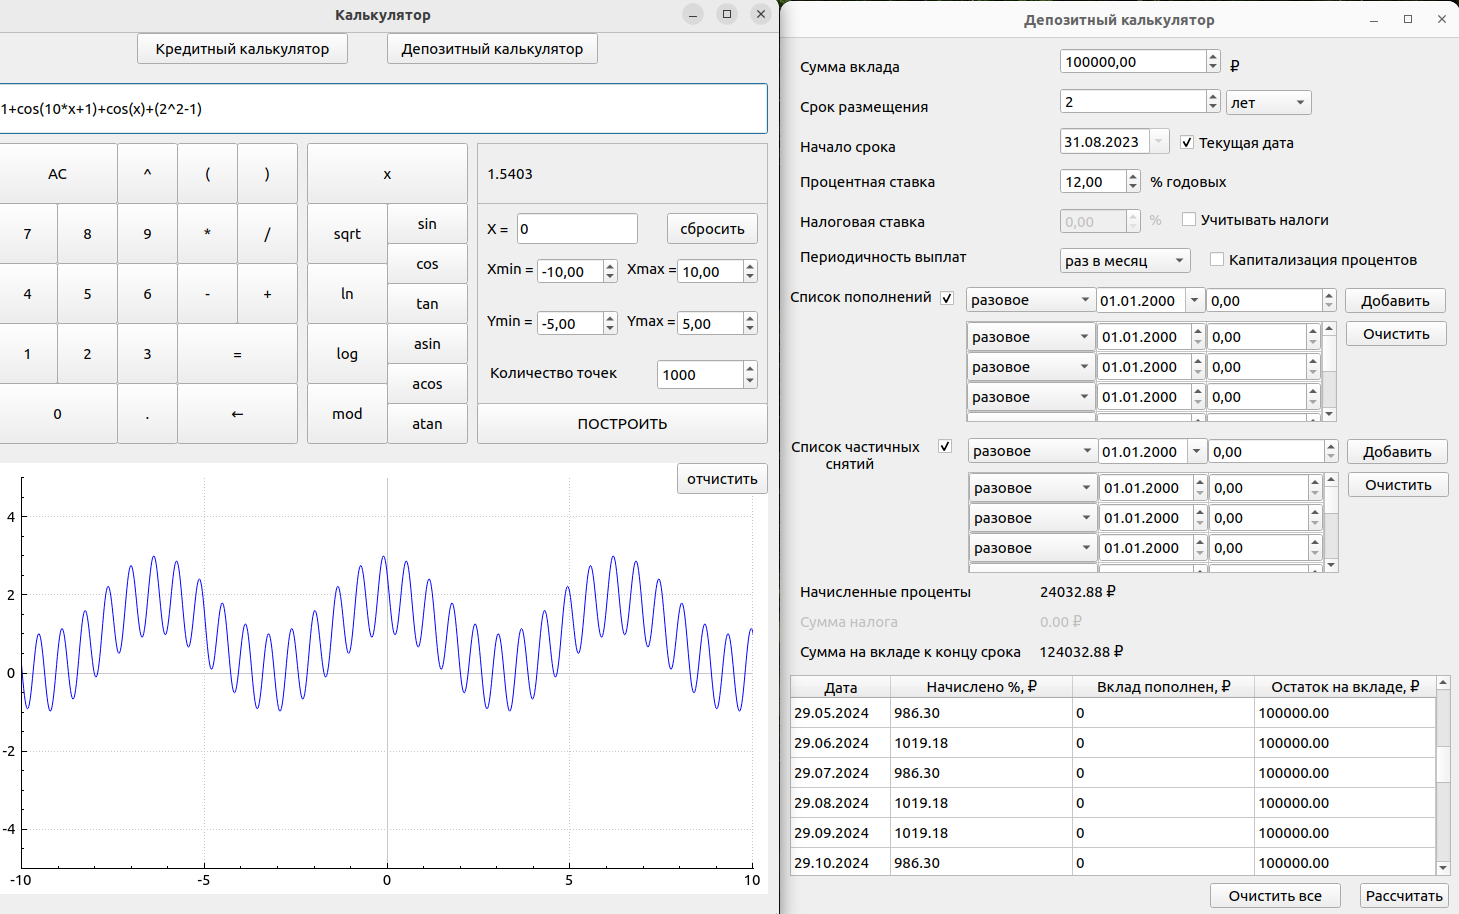 Калькулятор
Кредитный калькулятор Депозитный калькулятор
1+cos(10*x+1)+cos(x)+(2^2-1)
AC ^ ( ) x 1.5403
7 8 9 * / sqrt sin
cos
4 5 6 - + ln tan
1 2 3 = log asin
acos
0 . ← mod atan
X = 0 сбросить
Xmin = -10,00 Xmax = 10,00
Ymin = -5,00 Ymax = 5,00
Количество точек 1000
ПОСТРОИТЬ
отчистить
4
2
0
-2
-4
-10 -5 0 5 10
Депозитный калькулятор
Сумма вклада 100000,00 ₽
Срок размещения 2 лет
Начало срока 31.08.2023 Текущая дата
Процентная ставка 12,00 % годовых
Налоговая ставка 0,00 % Учитывать налоги
Периодичность выплат раз в месяц Капитализация процентов
Список пополнений разовое 01.01.2000 0,00 Добавить
разовое 01.01.2000 0,00 Очистить
разовое 01.01.2000 0,00
разовое 01.01.2000 0,00
Список частичных снятий разовое 01.01.2000 0,00 Добавить
разовое 01.01.2000 0,00 Очистить
разовое 01.01.2000 0,00
разовое 01.01.2000 0,00
Начисленные проценты 24032.88 ₽
Сумма налога 0.00 ₽
Сумма на вкладе к концу срока 124032.88 ₽
Дата Начислено %, ₽ Вклад пополнен, ₽ Остаток на вкладе, ₽
29.05.2024 986.30 0 100000.00
29.06.2024 1019.18 0 100000.00
29.07.2024 986.30 0 100000.00
29.08.2024 1019.18 0 100000.00
29.09.2024 1019.18 0 100000.00
29.10.2024 986.30 0 100000.00
Очистить все Рассчитать